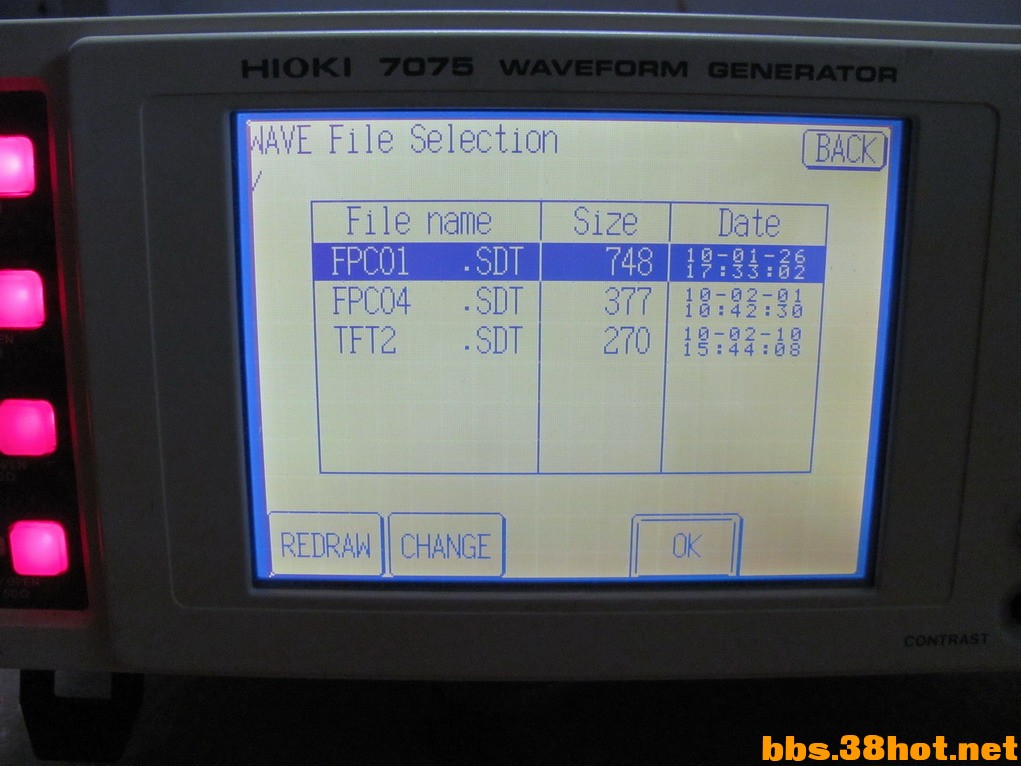 HIOKI 7075 WAVEFORM GENERATOR
WAVE File Selection
BACK
/
File name Size Date
FPC01 .SDT 748 10-01-26 17:33:02
FPC04 .SDT 377 10-02-01 10:42:30
TFT2 .SDT 270 10-02-10 15:44:08
REDRAW CHANGE OK
CONTRAST
bbs.38hot.net